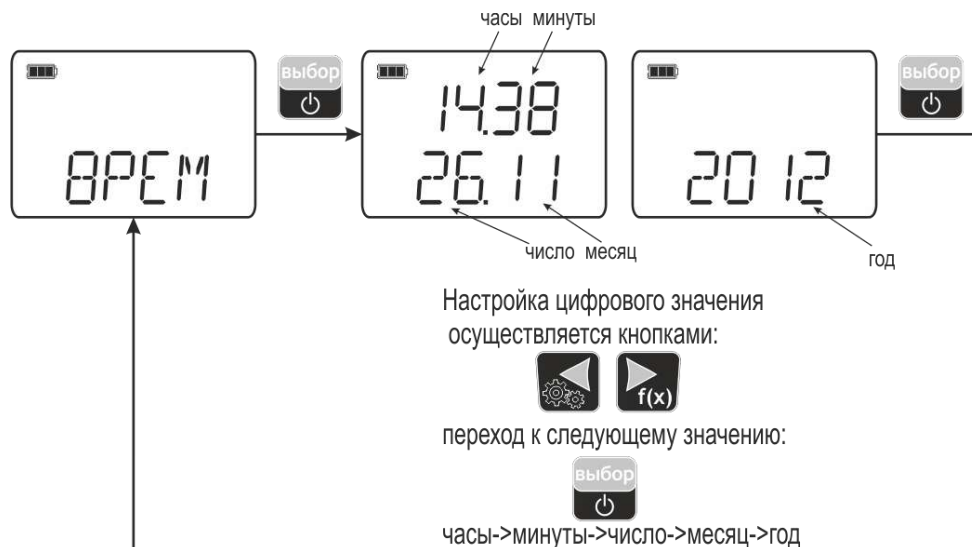 часы минуты
выбор
выбор
14.38
8РЕМ
26.11
2012
число месяц
год
Настройка цифрового значения
осуществляется кнопками:
f(x)
переход к следующему значению:
выбор
часы->минуты->число->месяц->год